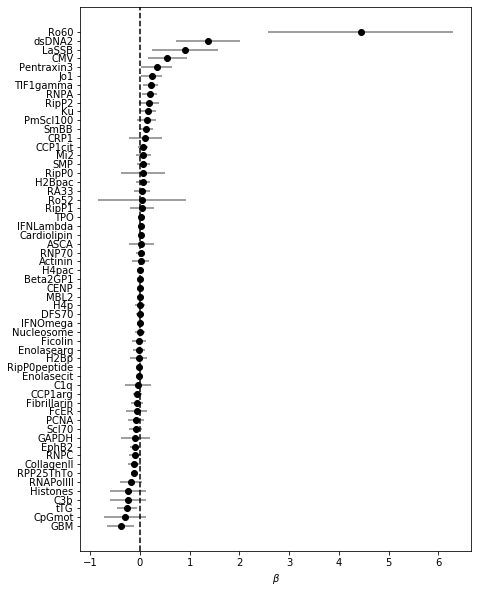 Ro60
dsDNA2
LaSSB
CMV
Pentraxin3
Jo1
TIF1gamma
RNPA
RipP2
Ku
PmScl100
SmBB
CRP1
CCP1cit
Mi2
SMP
RipP0
H2Bpac
RA33
Ro52
RipP1
TPO
IFNLambda
Cardiolipin
ASCA
RNP70
Actinin
H4pac
Beta2GP1
CENP
MBL2
H4p
DFS70
IFNOmega
Nucleosome
Ficolin
Enolasearg
H2Bp
RipP0peptide
Enolasecit
C1q
CCP1arg
Fibrillarin
FcER
PCNA
Scl70
GAPDH
EphB2
RNPC
CollagenII
RPP25ThTo
RNAPolIII
Histones
C3b
tTG
CpGmot
GBM
−1 0 1 2 3 4 5 6
β